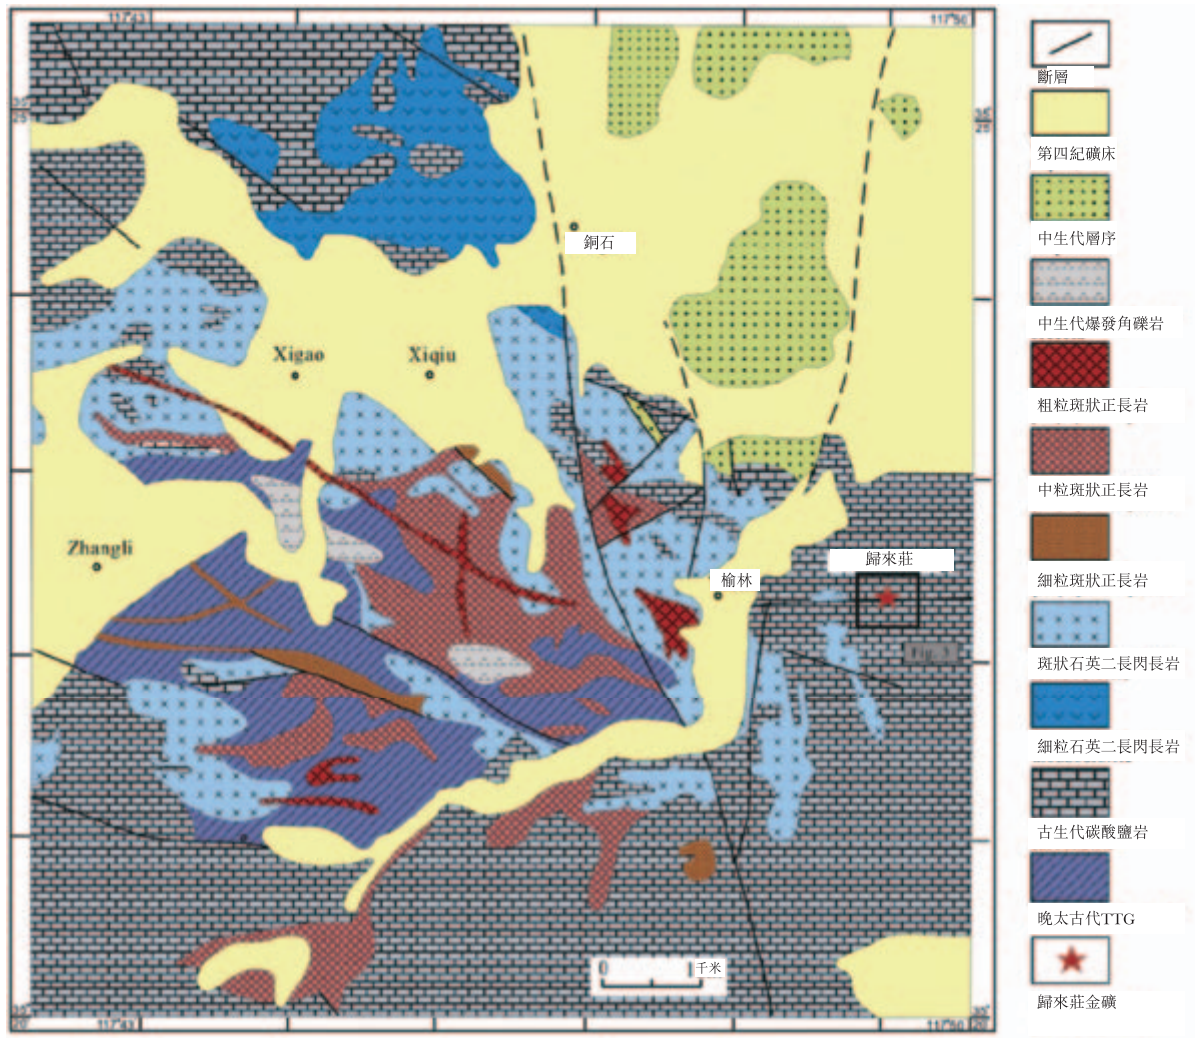 117°43'
117°50'
35°
25'
35°
25'
銅石
Xigao
Xiqiu
Zhangli
榆林
歸來莊
Fig. 3
0
1千米
35°
20'
117°43'
117°50'
35°
20'
斷層
第四紀礦床
中生代層序
中生代爆發角礫岩
粗粒斑狀正長岩
中粒斑狀正長岩
細粒斑狀正長岩
斑狀石英二長閃長岩
細粒石英二長閃長岩
古生代碳酸鹽岩
晚太古代TTG
歸來莊金礦